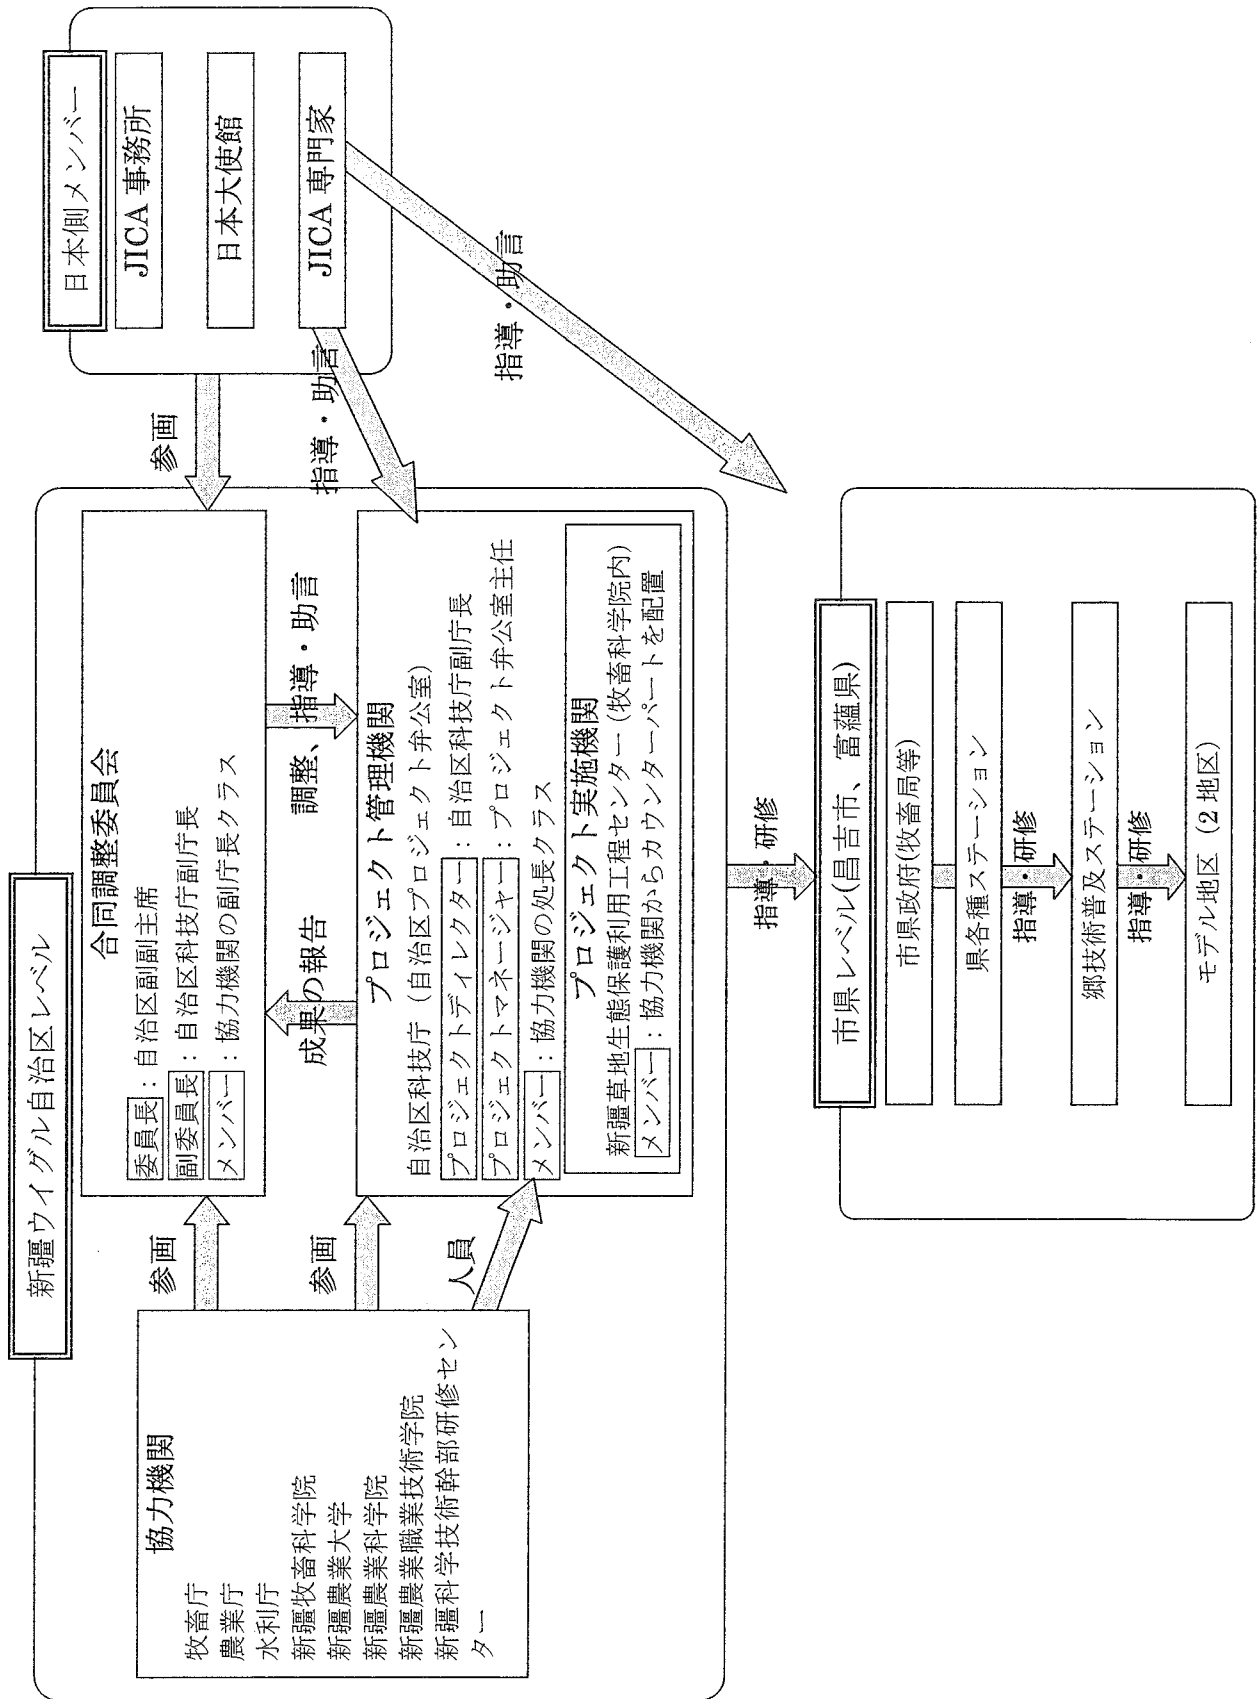 新疆ウイグル自治区レベル
協力機関
牧畜庁
農業庁
水利庁
新疆牧畜科学院
新疆農業大学
新疆農業科学院
新疆農業職業技術学院
新疆科学技術幹部研修セン
ター
参画
参画
人員
合同調整委員会
委員長：自治区副主席
副委員長：自治区科技庁副庁長
メンバー：協力機関の副庁長クラス
成果の報告
調整、指導・助言
プロジェクト管理機関
自治区科技庁（自治区プロジェクト弁公室）
プロジェクトディレクター：自治区科技庁副庁長
プロジェクトマネージャー：プロジェクト弁公室主任
メンバー：協力機関の処長クラス
プロジェクト実施機関
新疆草地生態保護利用工程センター（牧畜科学院内）
メンバー：協力機関からカウンターパートを配置
参画
指導・助言
指導・助言
日本側メンバー
JICA 事務所
日本大使館
JICA 専門家
指導・研修
市県レベル(昌吉市、富蘊県)
市県政府(牧畜局等)
県各種ステーション
指導・研修
郷技術普及ステーション
指導・研修
モデル地区（2 地区）